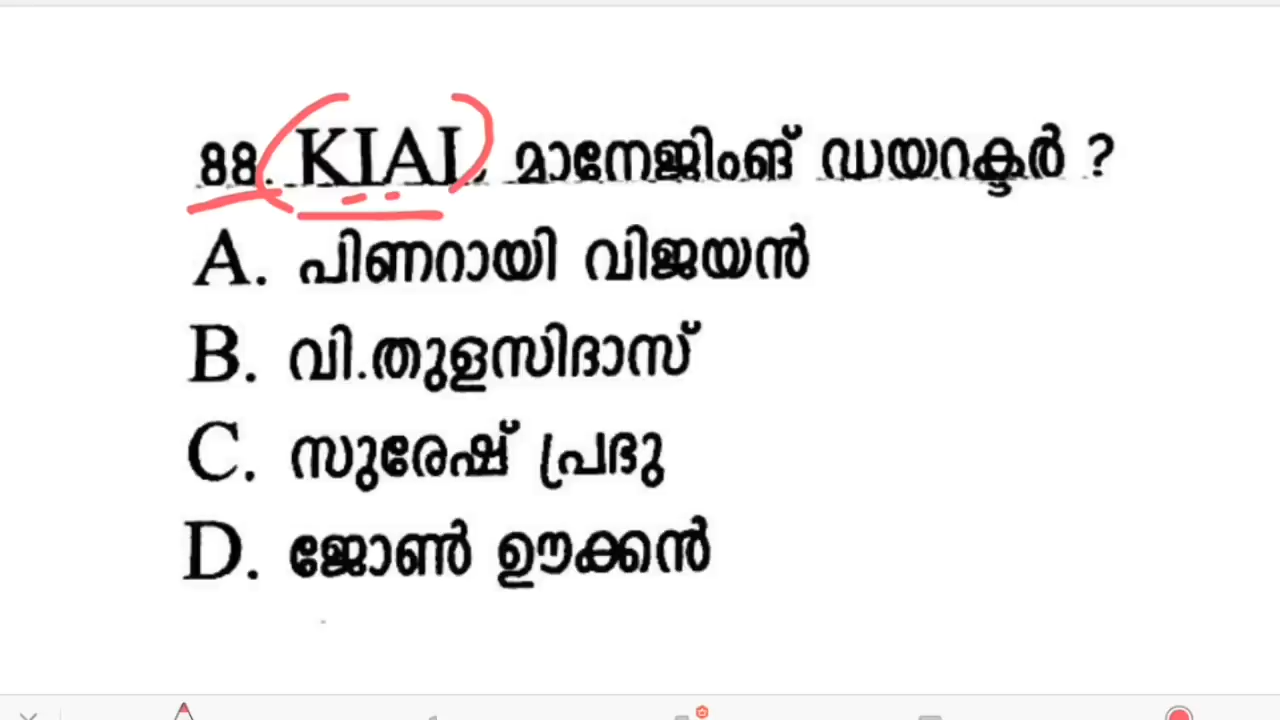 88. KIAL മാനേജിംങ് ഡയറക്ടർ ?
A. പിണറായി വിജയൻ
B. വി.തുളസിദാസ്
C. സുരേഷ് പ്രഭു
D. ജോൺ ഊക്കൻ